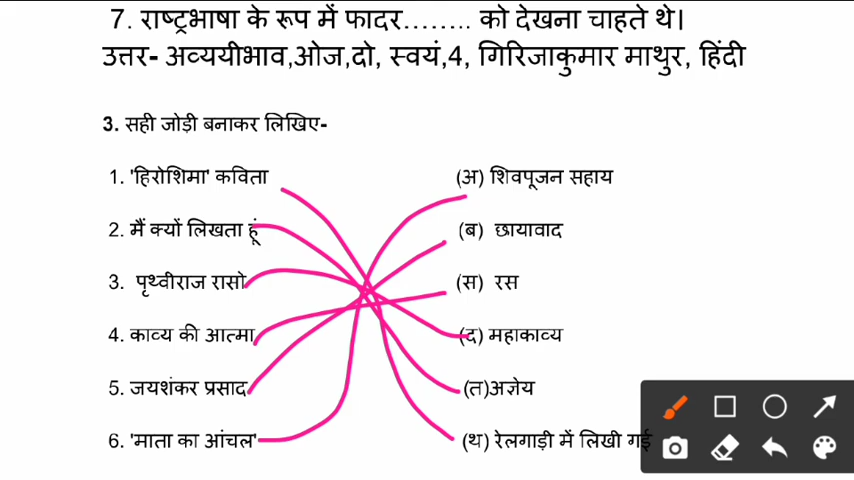 7. राष्ट्रभाषा के रूप में फादर........ को देखना चाहते थे।
उत्तर- अव्ययीभाव,ओज,दो, स्वयं,4, गिरिजाकुमार माथुर, हिंदी
3. सही जोड़ी बनाकर लिखिए-
1. 'हिरोशिमा' कविता (अ) शिवपूजन सहाय
2. मैं क्यों लिखता हूं (ब) छायावाद
3. पृथ्वीराज रासो (स) रस
4. काव्य की आत्मा (द) महाकाव्य
5. जयशंकर प्रसाद (त)अज्ञेय
6. 'माता का आंचल' (थ) रेलगाड़ी में लिखी गई